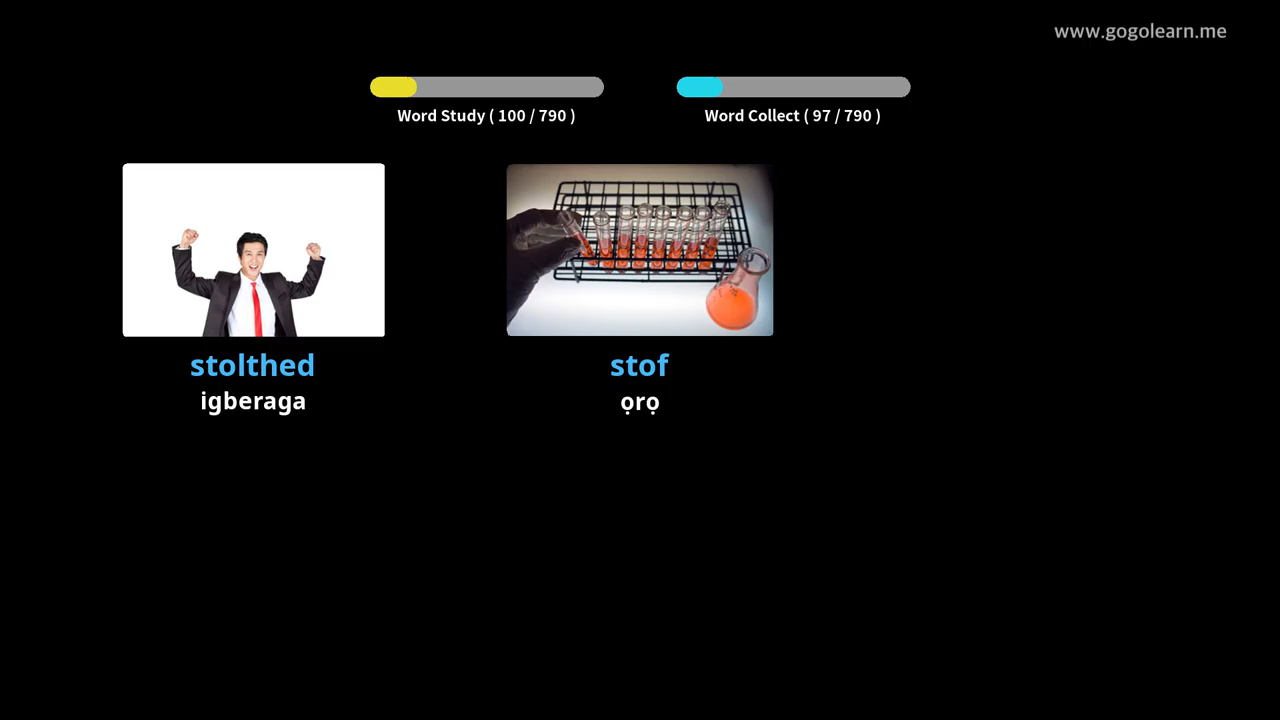 www.gogolearn.me
Word Study ( 100 / 790 )
Word Collect ( 97 / 790 )
stolthed
igberaga
stof
ọrọ